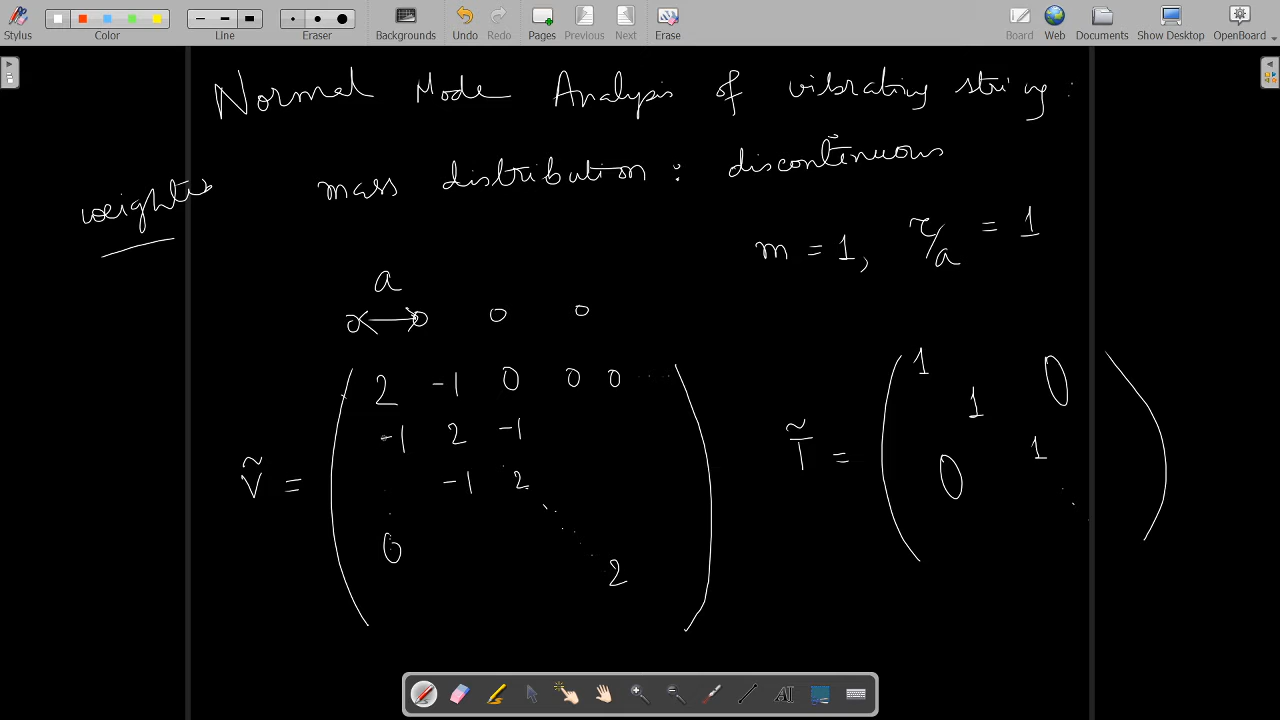 Stylus Color Line Eraser Backgrounds Undo Redo Pages Previous Next Erase Board Web Documents Show Desktop OpenBoard
Normal Mode Analysis of vibrating string :
mass distribution : discontenuous
weightless
m = 1, τ/a = 1
a
Ṽ = ( 2 -1 0 0 0 .....
-1 2 -1
-1 2
0 2 )
T̃ = ( 1 0
1
0 1 )